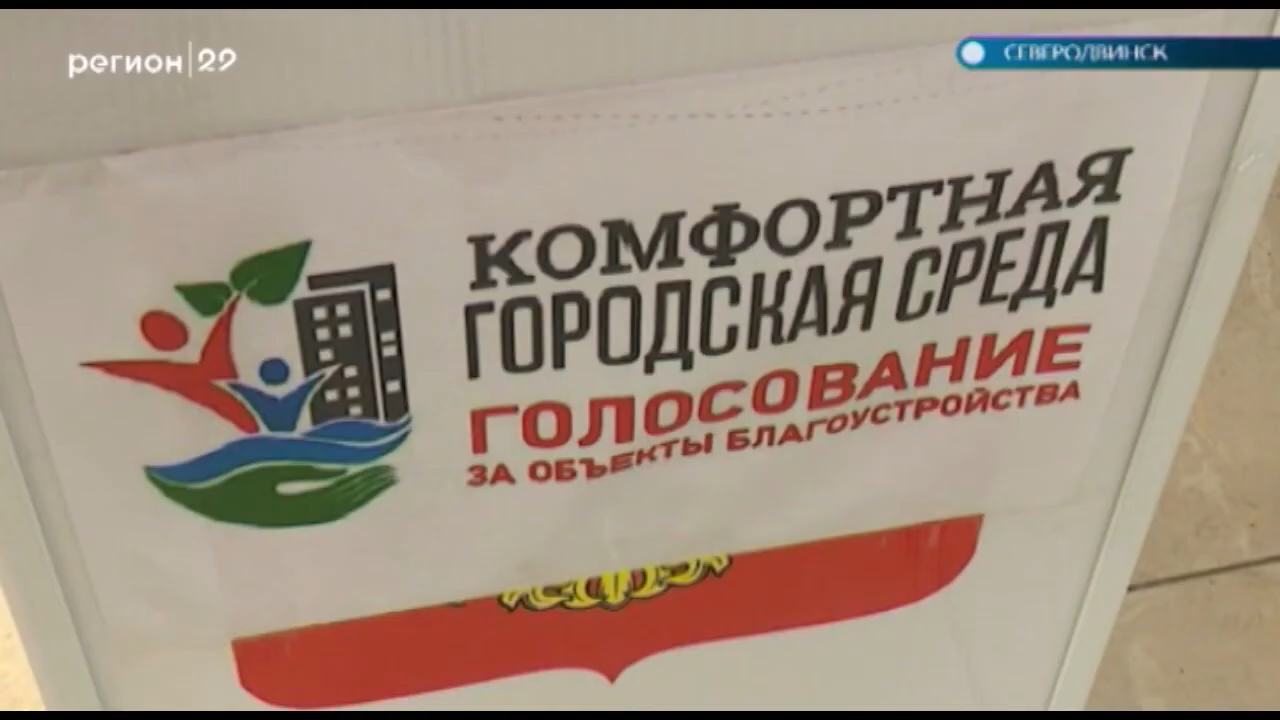 регион 29
СЕВЕРОДВИНСК
КОМФОРТНАЯ
ГОРОДСКАЯ СРЕДА
ГОЛОСОВАНИЕ
ЗА ОБЪЕКТЫ БЛАГОУСТРОЙСТВА